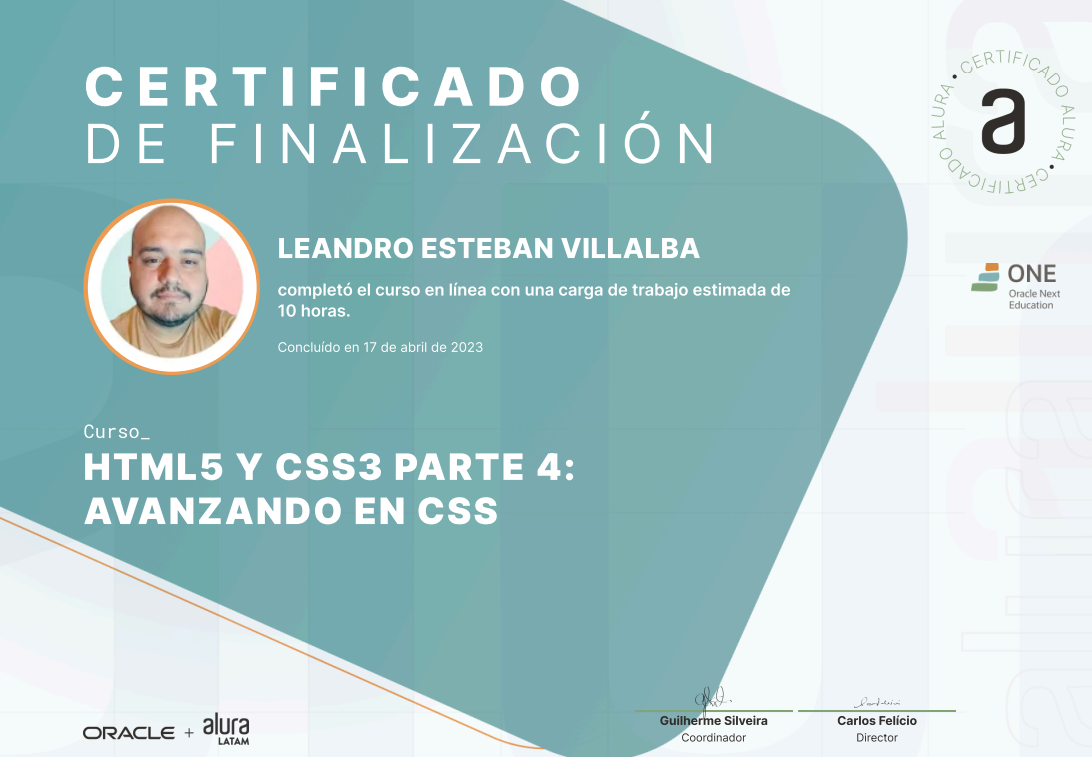 CERTIFICADO
DE FINALIZACIÓN
CERTIFICADO ALURA • CERTIFICADO ALURA •
a
LEANDRO ESTEBAN VILLALBA
completó el curso en línea con una carga de trabajo estimada de
10 horas.
Concluído en 17 de abril de 2023
ONE
Oracle Next
Education
Curso_
HTML5 Y CSS3 PARTE 4:
AVANZANDO EN CSS
ORACLE + alura
LATAM
Guilherme Silveira
Coordinador
Carlos Felício
Director